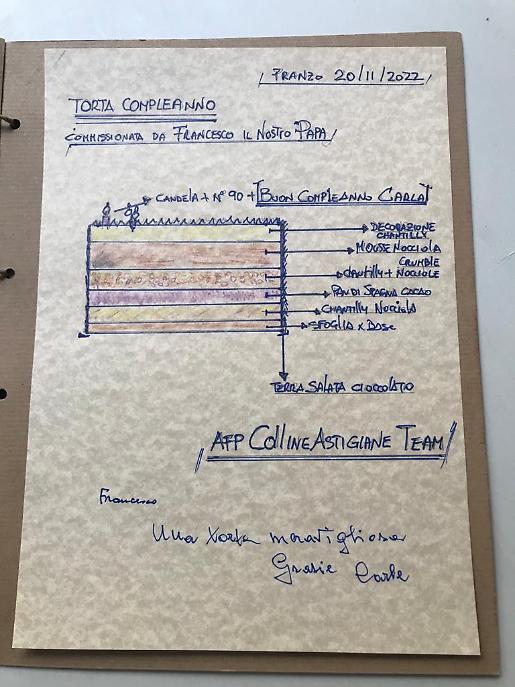 PRANZO 20/11/2022
TORTA COMPLEANNO
COMMISSIONATA DA FRANCESCO IL NOSTRO PAPA
CANDELA + N° 90 + BUON COMPLEANNO CARLA
DECORAZIONE
CHANTILLY
MOUSSE NOCCIOLA
CRUMBLE
CHANTILLY + NOCCIOLE
PAN DI SPAGNA CACAO
CHANTILLY NOCCIOLA
SFOGLIA X BASE
TERRA SALATA CIOCCOLATO
AFP COLLINE ASTIGIANE TEAM
Francesco
Una torta meravigliosa
Grazie Carla